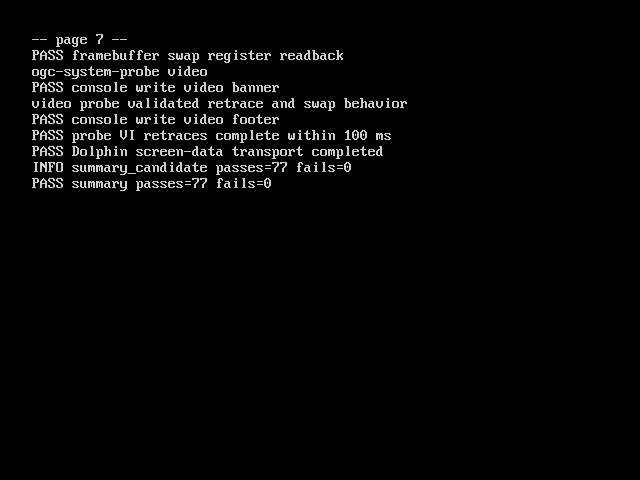 -- page 7 --
PASS framebuffer swap register readback
ogc-system-probe video
PASS console write video banner
video probe validated retrace and swap behavior
PASS console write video footer
PASS probe VI retraces complete within 100 ms
PASS Dolphin screen-data transport completed
INFO summary_candidate passes=77 fails=0
PASS summary passes=77 fails=0